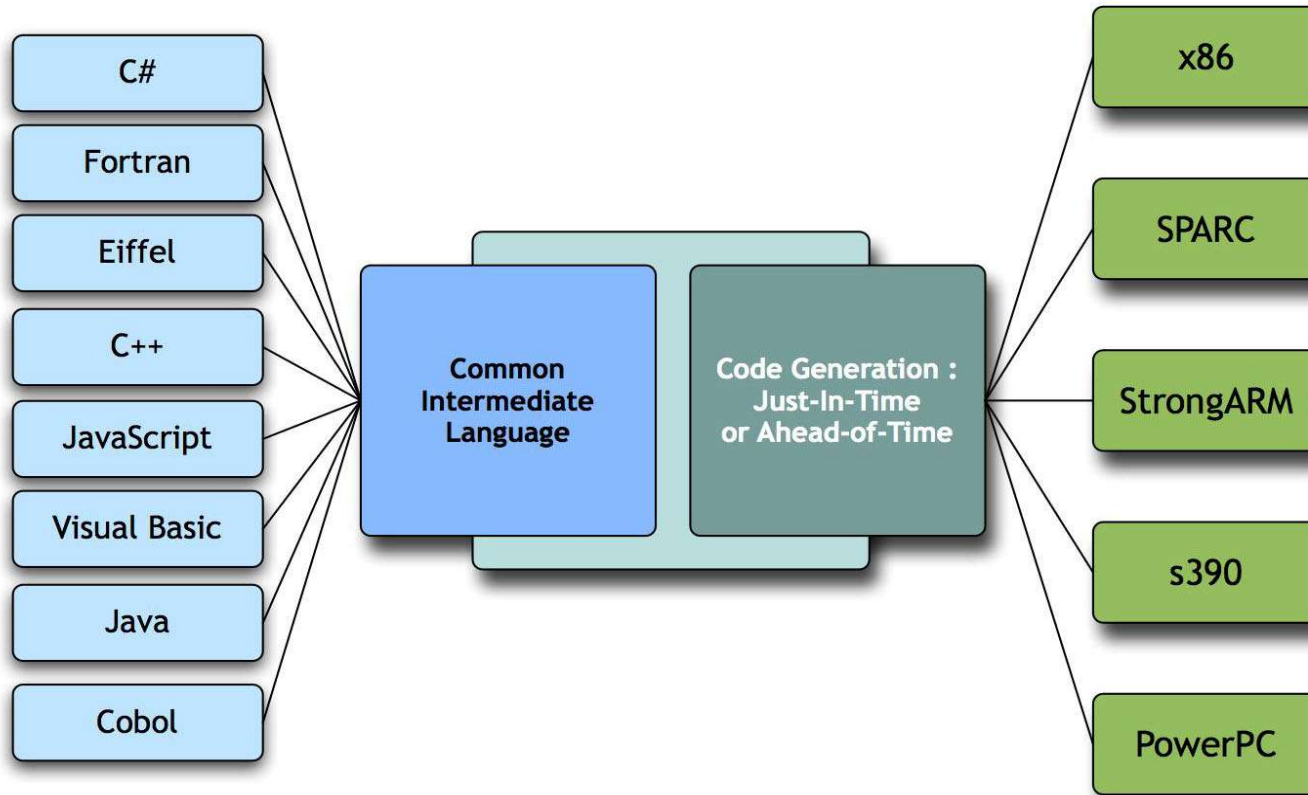 C#
Fortran
Eiffel
C++
JavaScript
Visual Basic
Java
Cobol
Common
Intermediate
Language
Code Generation :
Just-In-Time
or Ahead-of-Time
x86
SPARC
StrongARM
s390
PowerPC